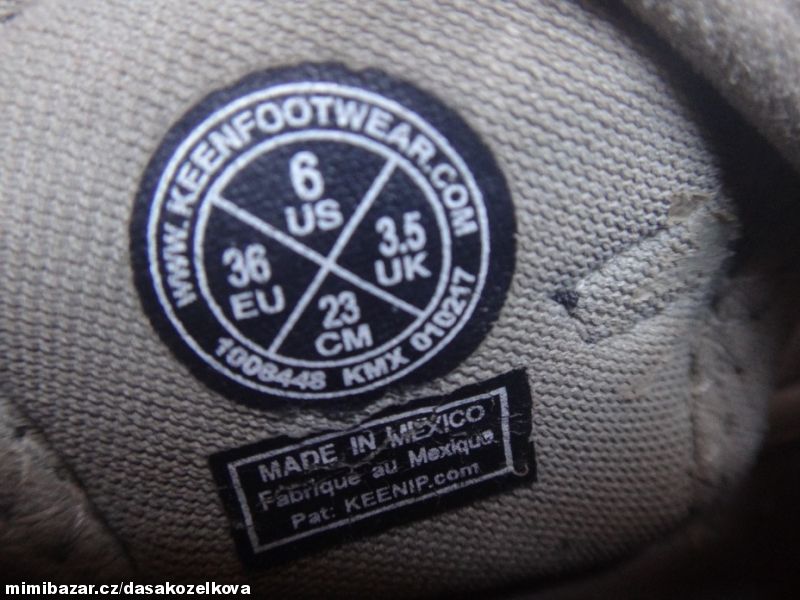 WWW.KEENFOOTWEAR.COM
6
US
3.5
UK
36
EU
23
CM
1008448 KMX 010217
MADE IN MEXICO
Fabrique au Mexique
Pat: KEENIP.com
mimibazar.cz/dasakozelkova